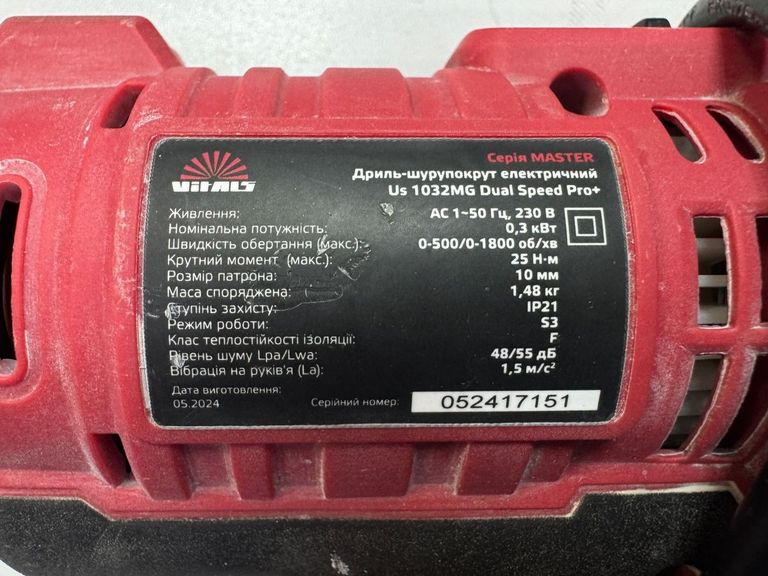 Серія MASTER
VITALS
Дриль-шурупокрут електричний
Us 1032MG Dual Speed Pro+
Живлення: AC 1~50 Гц, 230 В
Номінальна потужність: 0,3 кВт
Швидкість обертання (макс.): 0-500/0-1800 об/хв
Крутний момент (макс.): 25 Н·м
Розмір патрона: 10 мм
Маса споряджена: 1,48 кг
Ступінь захисту: IP21
Режим роботи: S3
Клас теплостійкості ізоляції: F
Рівень шуму Lpa/Lwa: 48/55 дБ
Вібрація на руків'я (La): 1,5 м/с²
Дата виготовлення:
05.2024
Серійний номер: 052417151